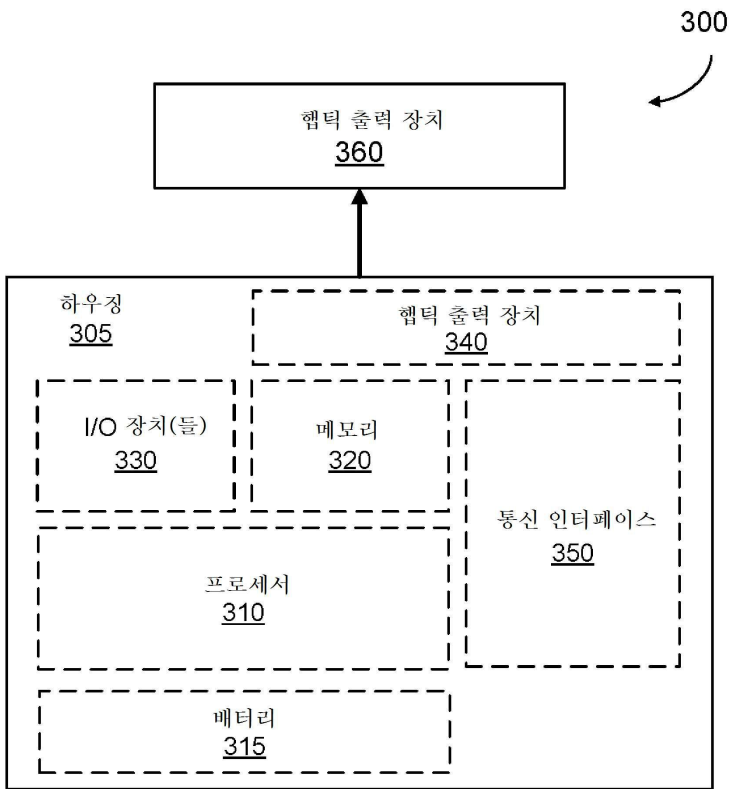 300
햅틱 출력 장치
360
하우징
305
햅틱 출력 장치
340
I/O 장치(들)
330
메모리
320
통신 인터페이스
350
프로세서
310
배터리
315